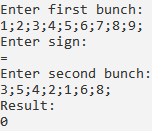 Enter first bunch:
1;2;3;4;5;6;7;8;9;
Enter sign:
=
Enter second bunch:
3;5;4;2;1;6;8;
Result:
0